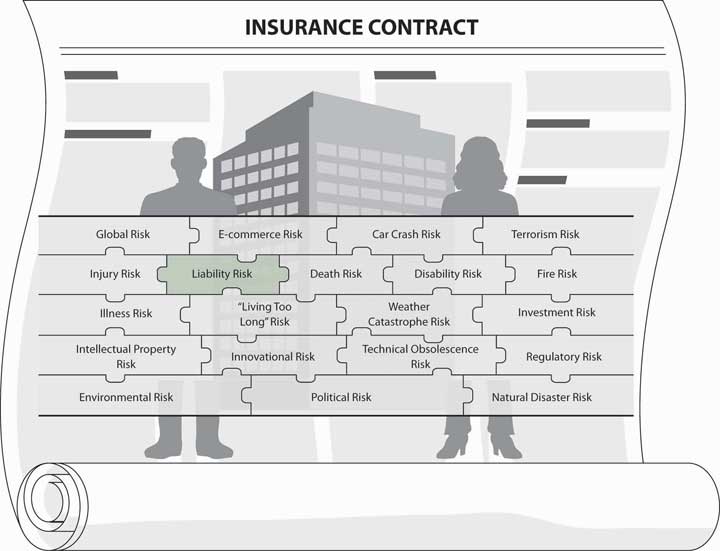 INSURANCE CONTRACT
Global Risk
E-commerce Risk
Car Crash Risk
Terrorism Risk
Injury Risk
Liability Risk
Death Risk
Disability Risk
Fire Risk
Illness Risk
“Living Too
Long” Risk
Weather
Catastrophe Risk
Investment Risk
Intellectual Property
Risk
Innovational Risk
Technical Obsolescence
Risk
Regulatory Risk
Environmental Risk
Political Risk
Natural Disaster Risk